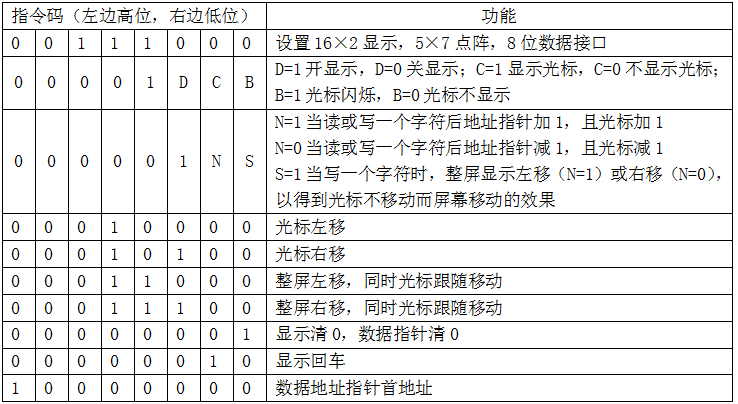 指令码（左边高位，右边低位） 功能
0 0 1 1 1 0 0 0 设置16×2显示，5×7点阵，8位数据接口
0 0 0 0 1 D C B D=1开显示，D=0关显示；C=1显示光标，C=0不显示光标；
B=1光标闪烁，B=0光标不显示
N=1当读或写一个字符后地址指针加1，且光标加1
N=0当读或写一个字符后地址指针减1，且光标减1
0 0 0 0 0 1 N S S=1当写一个字符时，整屏显示左移（N=1）或右移（N=0），
以得到光标不移动而屏幕移动的效果
0 0 0 1 0 0 0 0 光标左移
0 0 0 1 0 1 0 0 光标右移
0 0 0 1 1 0 0 0 整屏左移，同时光标跟随移动
0 0 0 1 1 1 0 0 整屏右移，同时光标跟随移动
0 0 0 0 0 0 0 1 显示清0，数据指针清0
0 0 0 0 0 0 1 0 显示回车
1 0 0 0 0 0 0 0 数据地址指针首地址